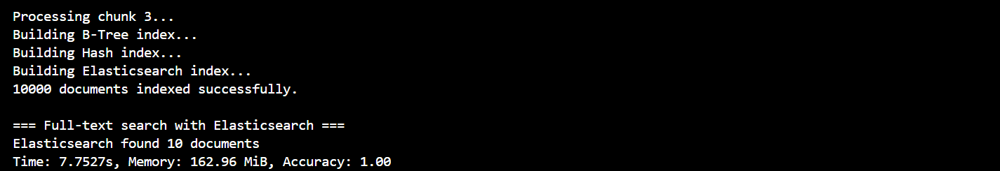 Processing chunk 3...
Building B-Tree index...
Building Hash index...
Building Elasticsearch index...
10000 documents indexed successfully.

=== Full-text search with Elasticsearch ===
Elasticsearch found 10 documents
Time: 7.7527s, Memory: 162.96 MiB, Accuracy: 1.00